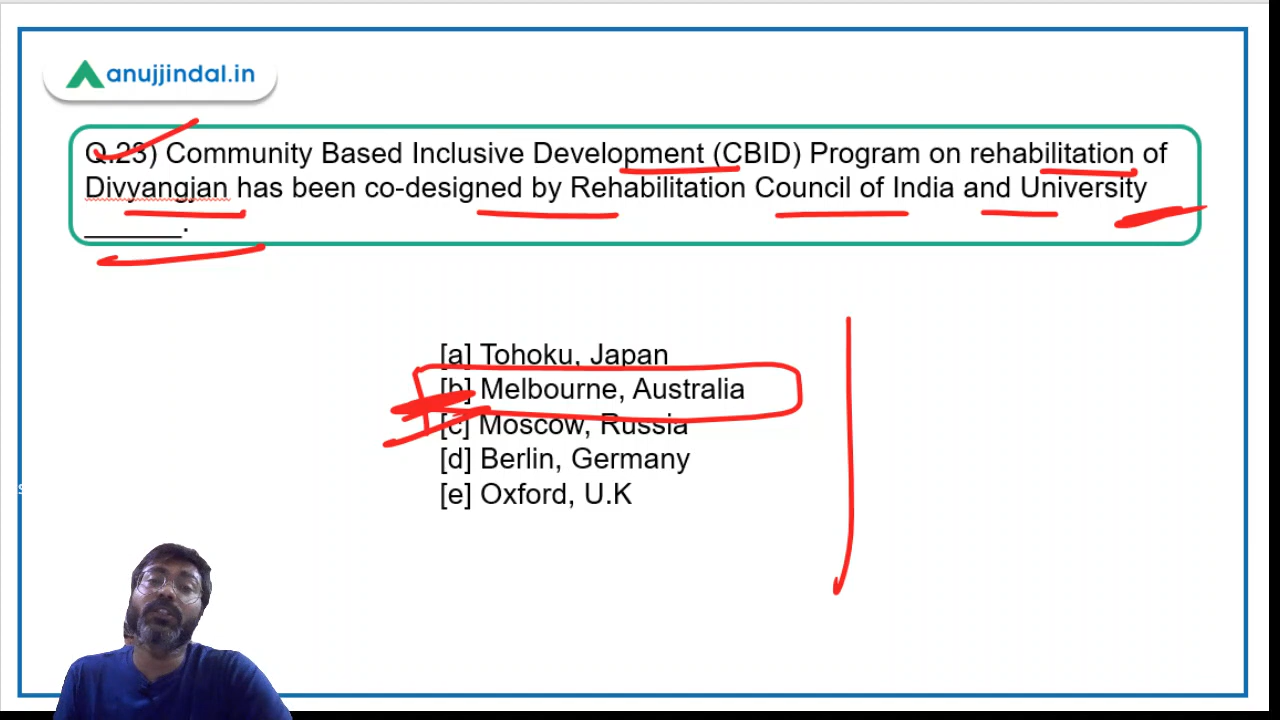 anujjindal.in
Q.23) Community Based Inclusive Development (CBID) Program on rehabilitation of
Divyangjan has been co-designed by Rehabilitation Council of India and University
_______.
[a] Tohoku, Japan
[b] Melbourne, Australia
[c] Moscow, Russia
[d] Berlin, Germany
[e] Oxford, U.K